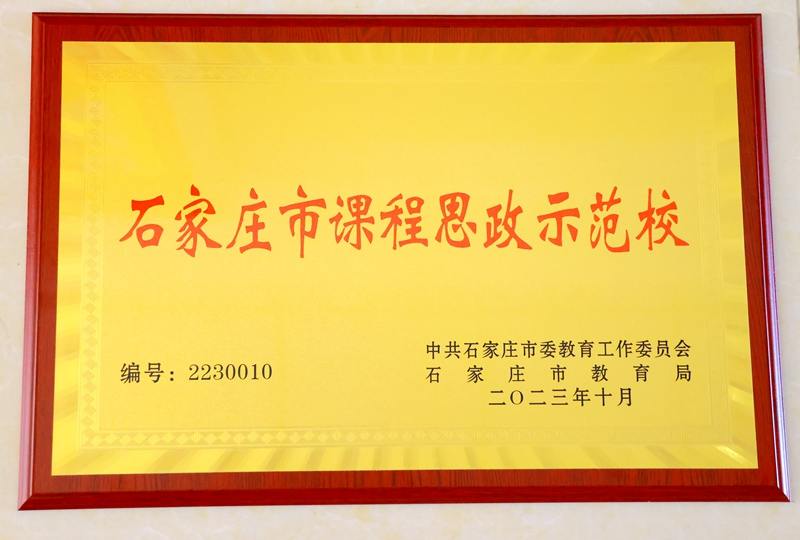 石家庄市课程思政示范校
编号：2230010
中共石家庄市委教育工作委员会
石家庄市教育局
二〇二三年十月